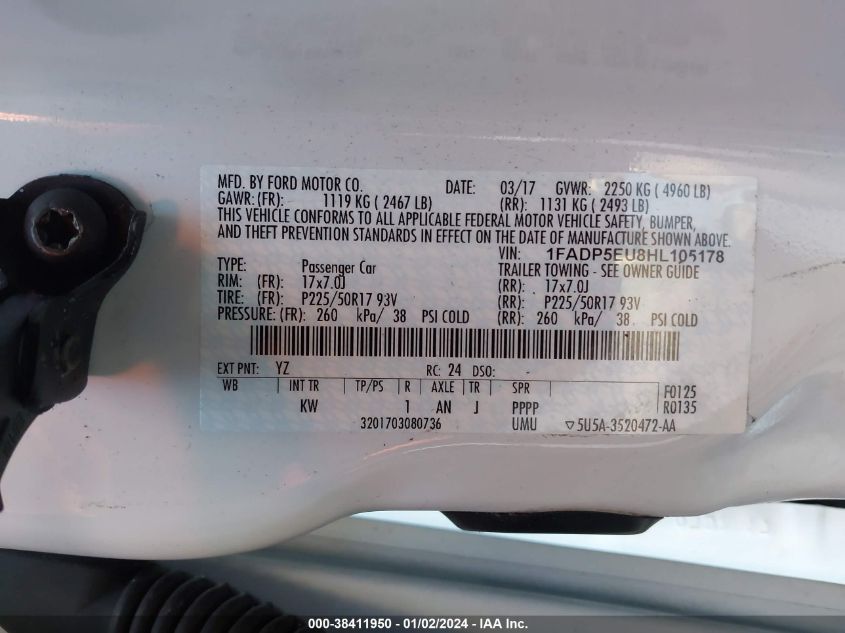 MFD. BY FORD MOTOR CO. DATE: 03/17 GVWR: 2250 KG ( 4960 LB)
GAWR: (FR): 1119 KG ( 2467 LB) (RR): 1131 KG ( 2493 LB)
THIS VEHICLE CONFORMS TO ALL APPLICABLE FEDERAL MOTOR VEHICLE SAFETY, BUMPER,
AND THEFT PREVENTION STANDARDS IN EFFECT ON THE DATE OF MANUFACTURE SHOWN ABOVE.
VIN: 1FADP5EU8HL105178
TYPE: Passenger Car TRAILER TOWING - SEE OWNER GUIDE
RIM: (FR): 17x7.0J (RR): 17x7.0J
TIRE: (FR): P225/50R17 93V (RR): P225/50R17 93V
PRESSURE: (FR): 260 kPa/ 38 PSI COLD (RR): 260 kPa/ 38 PSI COLD
EXT PNT: YZ RC: 24 DSO: -
WB INT TR TP/PS R AXLE TR SPR F0125
KW 1 AN J PPPP R0135
3201703080736 UMU ▽5U5A-3520472-AA
000-38411950 - 01/02/2024 - IAA Inc.